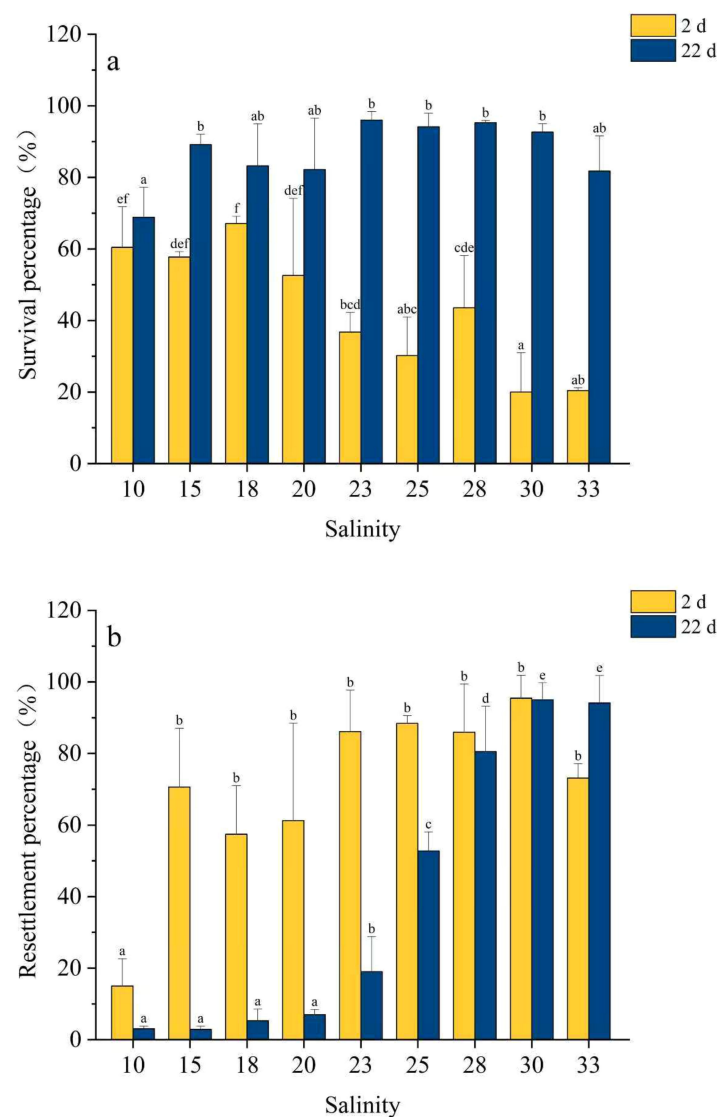 120
a
2 d
22 d
100
80
60
40
20
0
Survival percentage（%）
ef a def b f ab def ab bcd b abc b cde b a b ab ab
10 15 18 20 23 25 28 30 33
Salinity
120
b
2 d
22 d
100
80
60
40
20
0
Resettlement percentage（%）
a a b a b a b a b b b c b d b e b e
10 15 18 20 23 25 28 30 33
Salinity